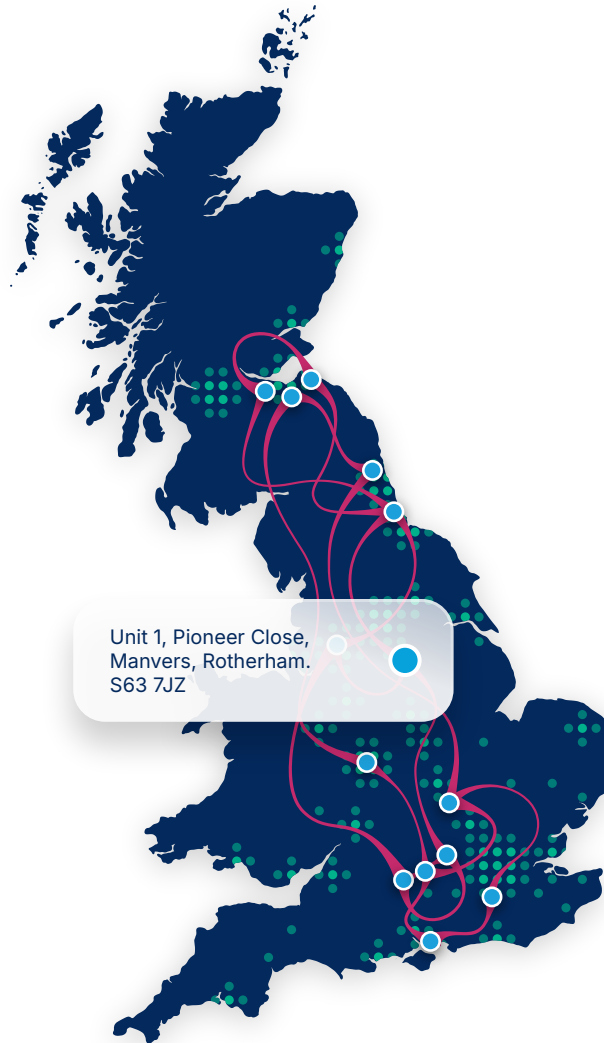 Unit 1, Pioneer Close,
Manvers, Rotherham.
S63 7JZ